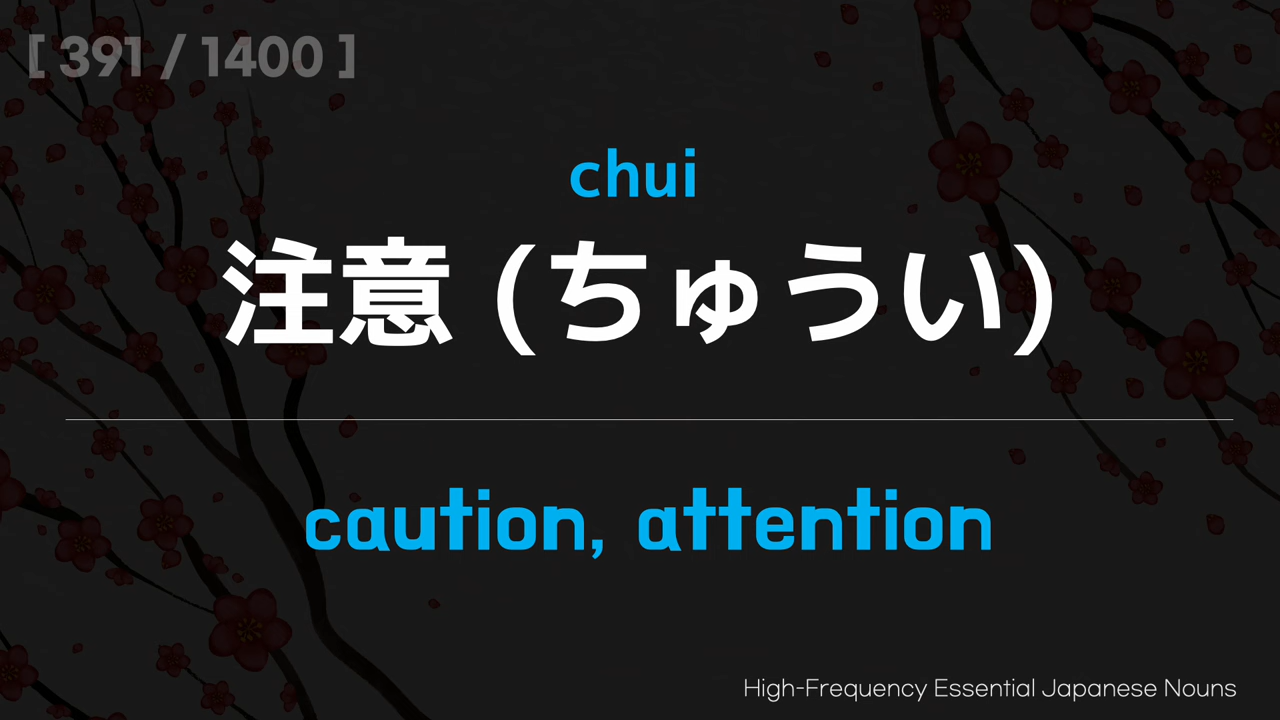 [ 391 / 1400 ]
chui
注意 (ちゅうい)
caution, attention
High-Frequency Essential Japanese Nouns